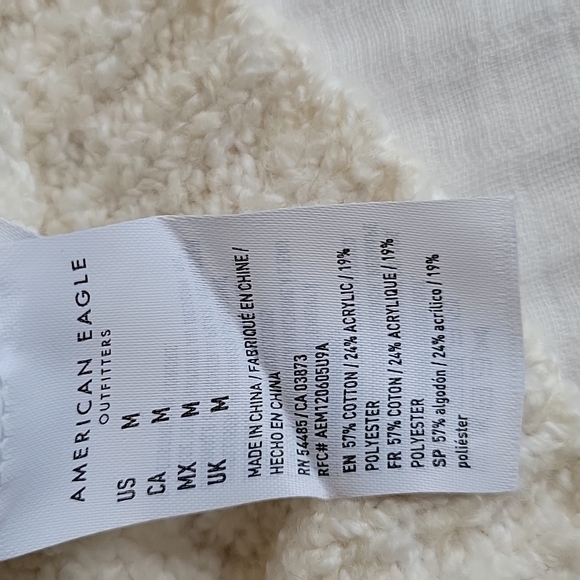 AMERICAN EAGLE
OUTFITTERS
US M
CA M
MX M
UK M
MADE IN CHINA / FABRIQUÉ EN CHINE /
HECHO EN CHINA
RN 54485 / CA 03873
RFC# AEM120605U9A
EN 57% COTTON / 24% ACRYLIC / 19%
POLYESTER
FR 57% COTON / 24% ACRYLIQUE / 19%
POLYESTER
SP 57% algodón / 24% acrílico / 19%
poliéster